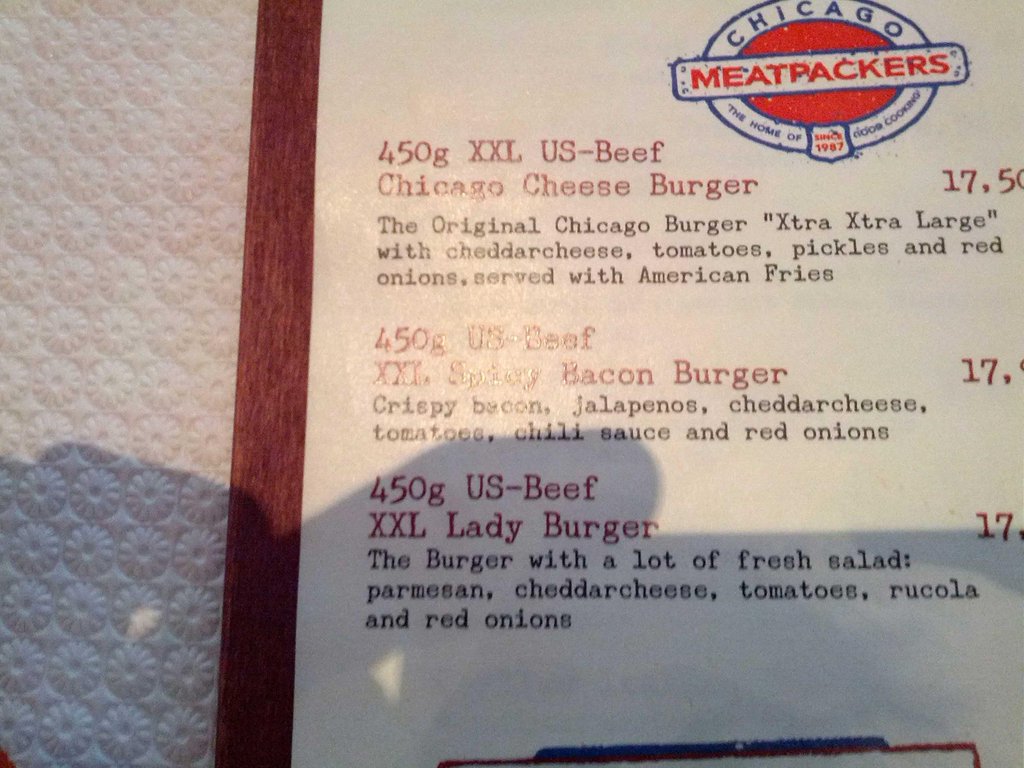 CHICAGO
MEATPACKERS
THE HOME OF GOOD COOKING
SINCE
1987
450g XXL US-Beef
Chicago Cheese Burger 17,50
The Original Chicago Burger "Xtra Xtra Large"
with cheddarcheese, tomatoes, pickles and red
onions, served with American Fries
450g US-Beef
XXL Spicy Bacon Burger 17,
Crispy bacon, jalapenos, cheddarcheese,
tomatoes, chili sauce and red onions
450g US-Beef
XXL Lady Burger 17,
The Burger with a lot of fresh salad:
parmesan, cheddarcheese, tomatoes, rucola
and red onions